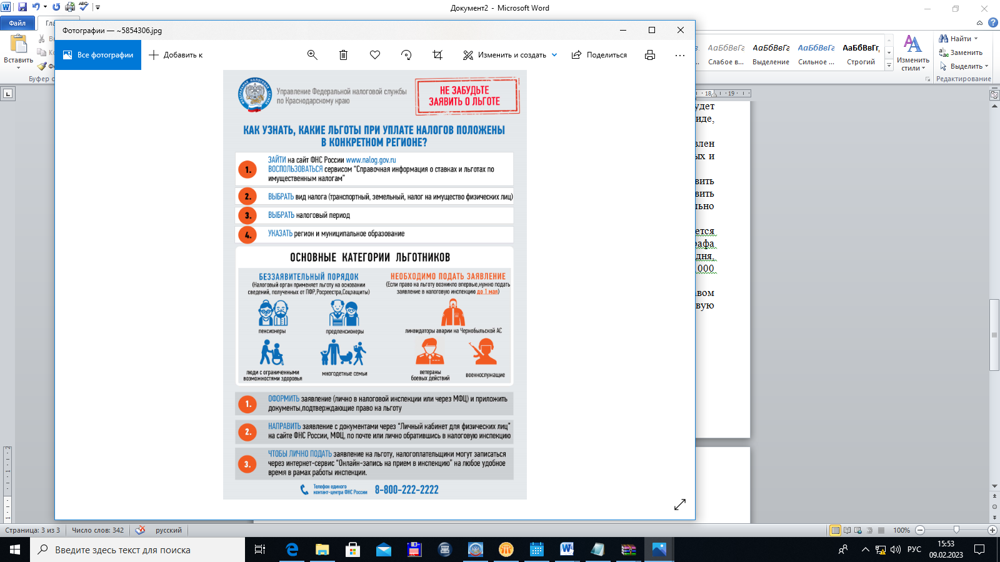 Документ2 - Microsoft Word
Файл
Гла
Вставить
Буфер о
Фотографии — ~5854306.jpg
Все фотографии
Добавить к
Изменить и создать
Поделиться
АаБбВвГг
АаБбВвГг
АаБбВвГг
АаБбВвГг,
Слабое в...
Выделение
Сильное ...
Строгий
Изменить
стили
Найти
Заменить
Выделить
Редактирование
18
19
Управление Федеральной налоговой службы
по Краснодарскому краю
НЕ ЗАБУДЬТЕ
ЗАЯВИТЬ О ЛЬГОТЕ
КАК УЗНАТЬ, КАКИЕ ЛЬГОТЫ ПРИ УПЛАТЕ НАЛОГОВ ПОЛОЖЕНЫ
В КОНКРЕТНОМ РЕГИОНЕ?
1.
ЗАЙТИ на сайт ФНС России www.nalog.gov.ru
ВОСПОЛЬЗОВАТЬСЯ сервисом “Справочная информация о ставках и льготах по
имущественным налогам”
2.
ВЫБРАТЬ вид налога (транспортный, земельный, налог на имущество физических лиц)
3.
ВЫБРАТЬ налоговый период
4.
УКАЗАТЬ регион и муниципальное образование
ОСНОВНЫЕ КАТЕГОРИИ ЛЬГОТНИКОВ
БЕЗЗАЯВИТЕЛЬНЫЙ ПОРЯДОК
(Налоговый орган применяет льготу на основании
сведений, полученных от ПФР,Росреестра,Соцзащиты)
пенсионеры
предпенсионеры
люди с ограниченными
возможностями здоровья
многодетные семьи
НЕОБХОДИМО ПОДАТЬ ЗАЯВЛЕНИЕ
(Если право на льготу возникло впервые,нужно подать
заявление в налоговую инспекцию до 1 мая)
ликвидаторы аварии на Чернобыльской АС
ветераны
боевых действий
военнослужащие
1.
ОФОРМИТЬ заявление (лично в налоговой инспекции или через МФЦ) и приложить
документы,подтверждающие право на льготу
2.
НАПРАВИТЬ заявление с документами через “Личный кабинет для физических лиц”
на сайте ФНС России, МФЦ, по почте или лично обратившись в налоговую инспекцию
3.
ЧТОБЫ ЛИЧНО ПОДАТЬ заявление на льготу, налогоплательщики могут записаться
через интернет-сервис “Онлайн-запись на прием в инспекцию” на любое удобное
время в рамках работы инспекции.
Телефон единого
контакт-центра ФНС России
8-800-222-2222
удет
иде,
влен
ых и
вить
вить
ьно
ется
рафа
дня,
000
вом
вую
Страница: 3 из 3
Число слов: 342
русский
100%
Введите здесь текст для поиска
РУС
15:53
09.02.2023